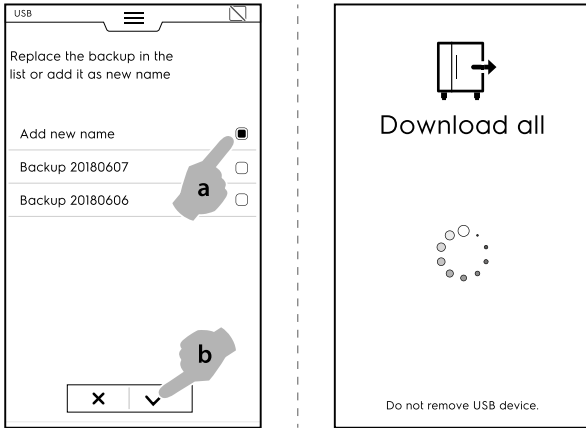 USB
Replace the backup in the
list or add it as new name
Add new name
Backup 20180607
Backup 20180606
a
b
Download all
Do not remove USB device.